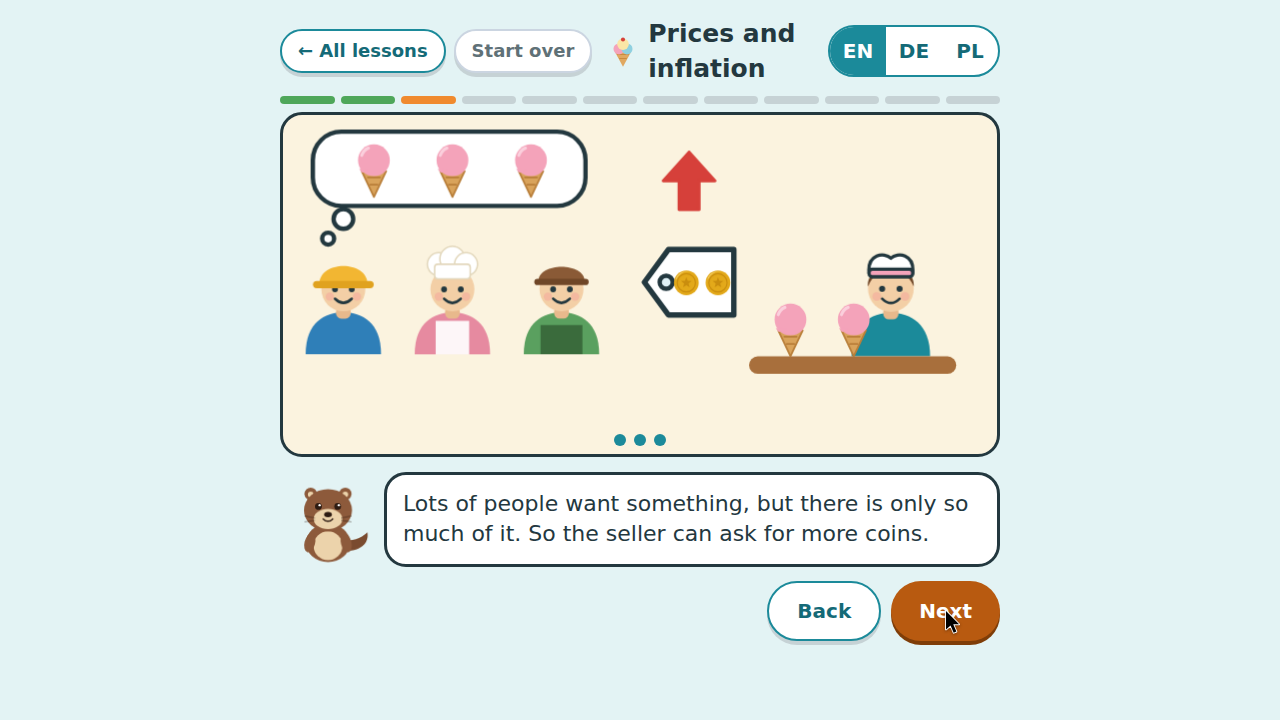 ← All lessons
Start over
Prices and
inflation
EN DE PL
Lots of people want something, but there is only so
much of it. So the seller can ask for more coins.
Back
Next